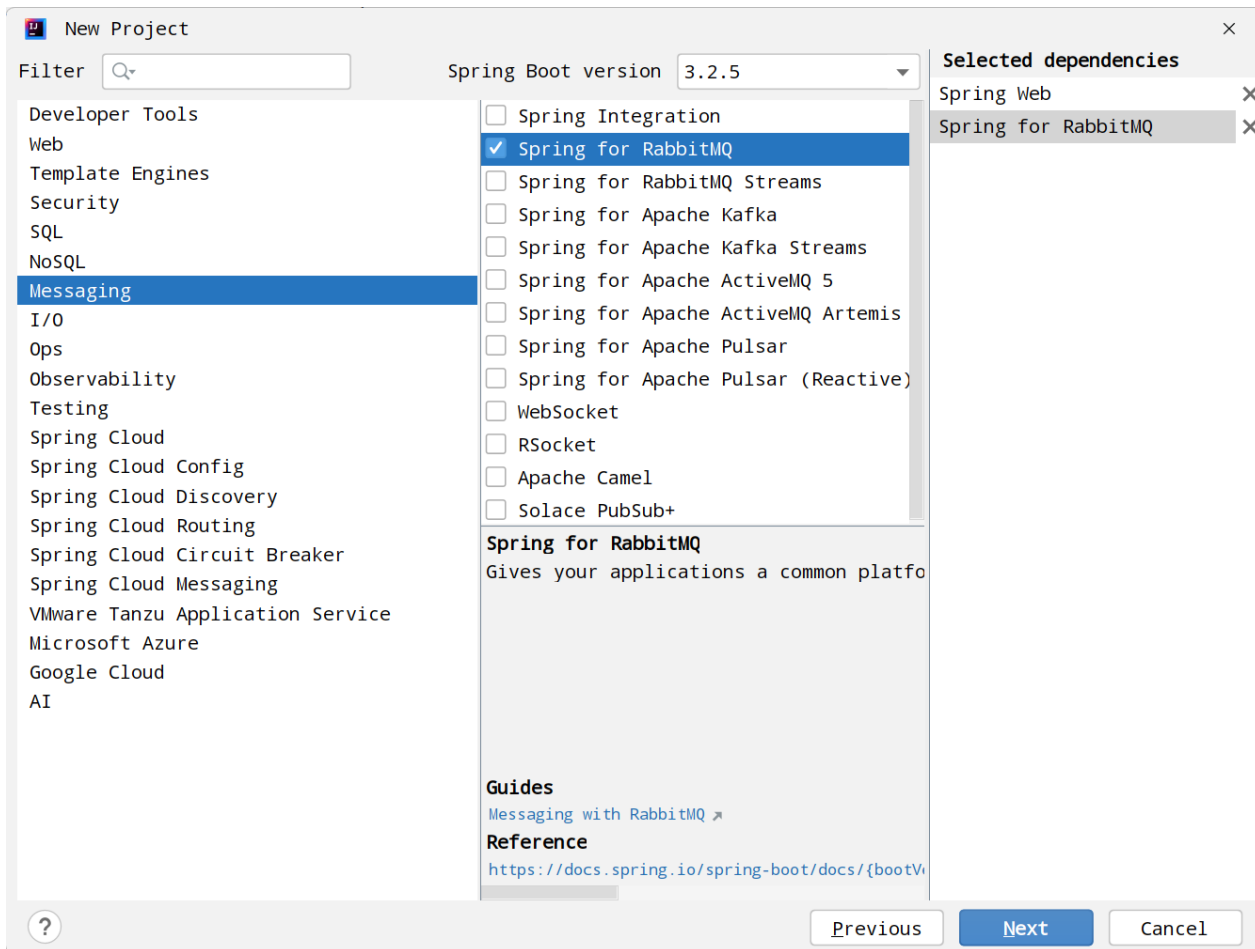 New Project
Filter
Spring Boot version 3.2.5
Developer Tools
Web
Template Engines
Security
SQL
NoSQL
Messaging
I/O
Ops
Observability
Testing
Spring Cloud
Spring Cloud Config
Spring Cloud Discovery
Spring Cloud Routing
Spring Cloud Circuit Breaker
Spring Cloud Messaging
VMware Tanzu Application Service
Microsoft Azure
Google Cloud
AI
Spring Integration
Spring for RabbitMQ
Spring for RabbitMQ Streams
Spring for Apache Kafka
Spring for Apache Kafka Streams
Spring for Apache ActiveMQ 5
Spring for Apache ActiveMQ Artemis
Spring for Apache Pulsar
Spring for Apache Pulsar (Reactive)
WebSocket
RSocket
Apache Camel
Solace PubSub+
Spring for RabbitMQ
Gives your applications a common platfo
Guides
Messaging with RabbitMQ
Reference
https://docs.spring.io/spring-boot/docs/{bootVe
Selected dependencies
Spring Web
Spring for RabbitMQ
?
Previous
Next
Cancel